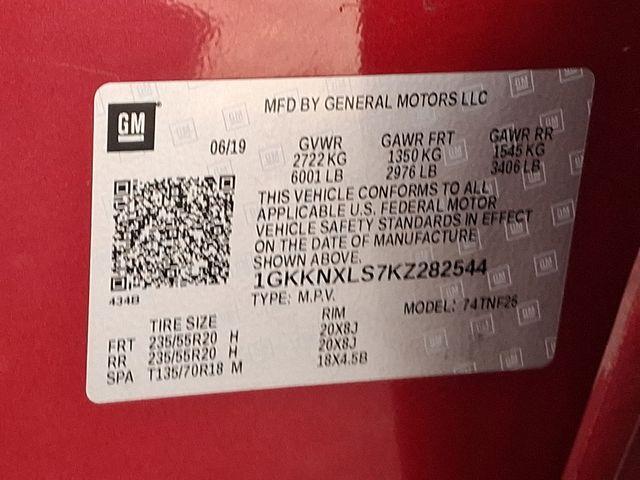 GM
MFD BY GENERAL MOTORS LLC
06/19
GVWR GAWR FRT GAWR RR
2722 KG 1350 KG 1545 KG
6001 LB 2976 LB 3406 LB
THIS VEHICLE CONFORMS TO ALL
APPLICABLE U.S. FEDERAL MOTOR
VEHICLE SAFETY STANDARDS IN EFFECT
ON THE DATE OF MANUFACTURE
SHOWN ABOVE.
1GKKNXLS7KZ282544
434B
TYPE: M.P.V. MODEL: 74TNF26
TIRE SIZE RIM
FRT 235/55R20 H 20X8J
RR 235/55R20 H 20X8J
SPA T135/70R18 M 18X4.5B